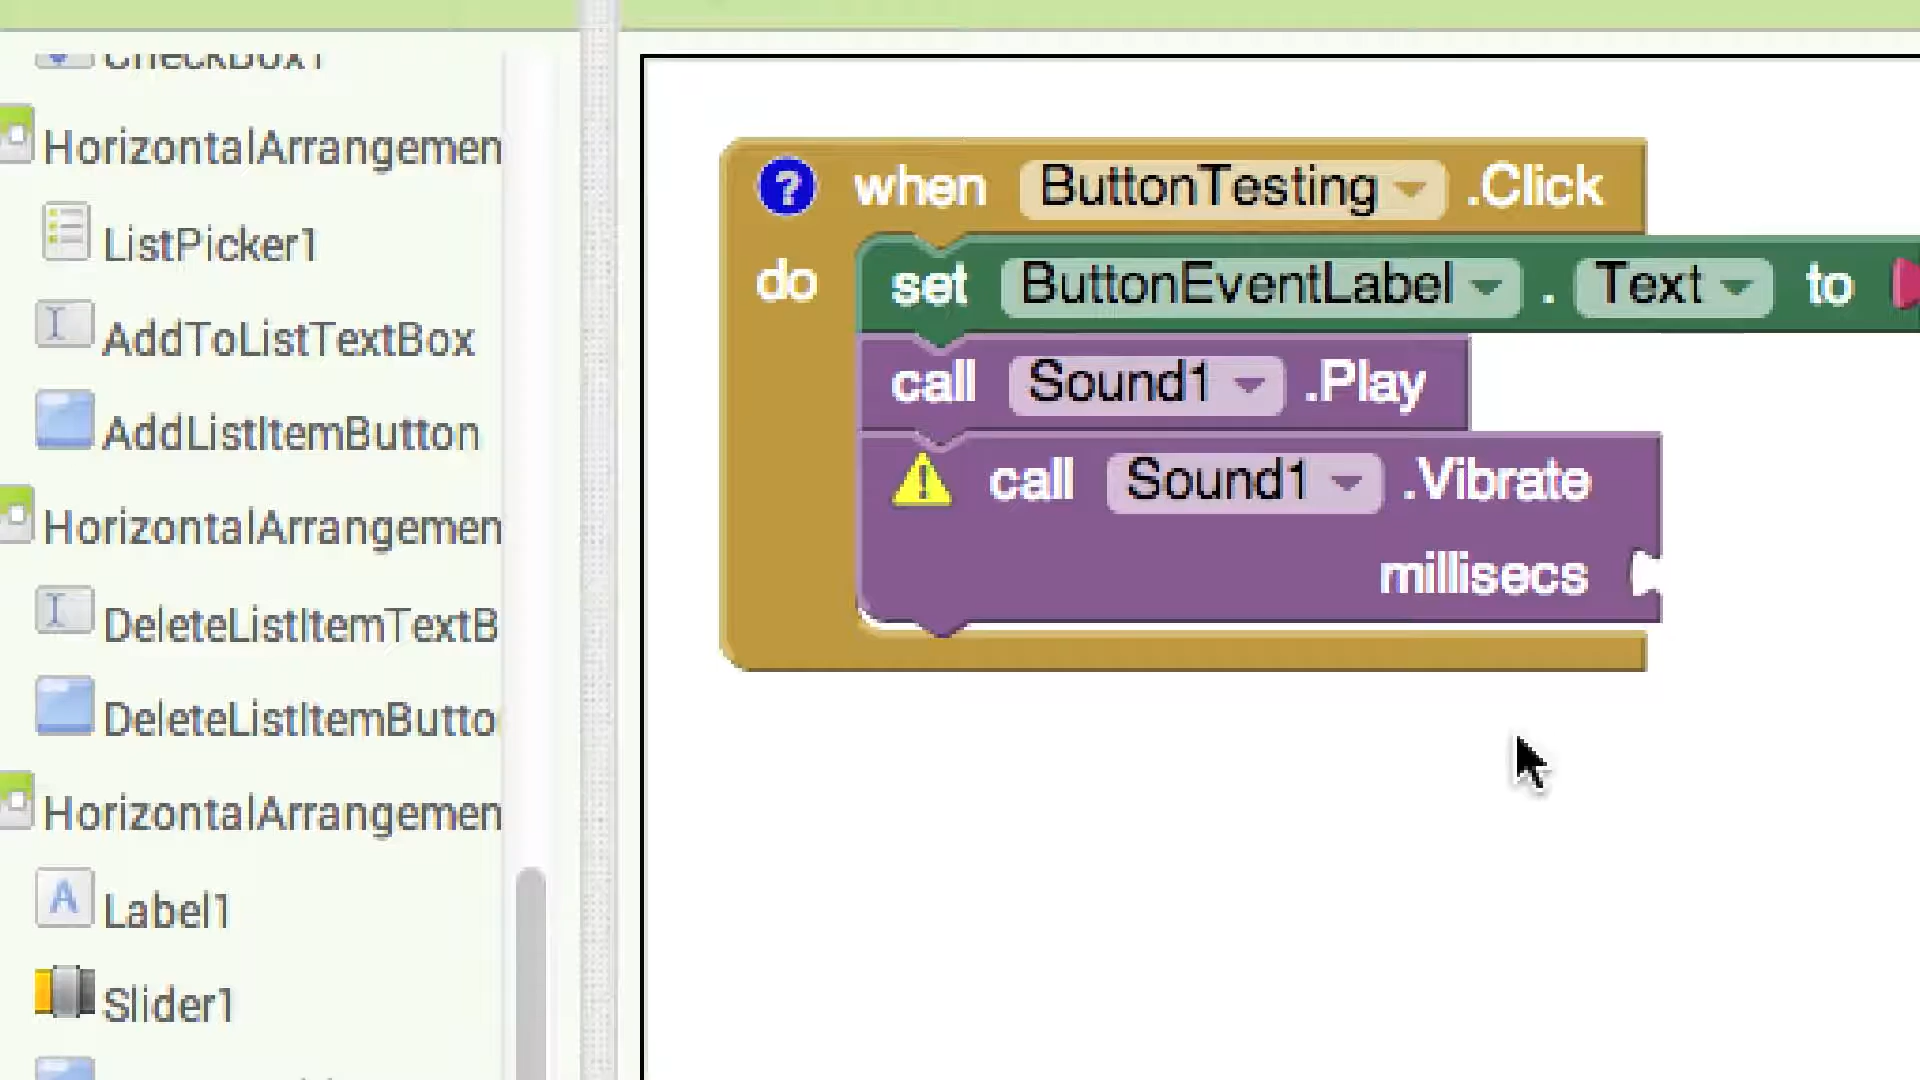 CheckBox1
HorizontalArrangemen
ListPicker1
AddToListTextBox
AddListItemButton
HorizontalArrangemen
DeleteListItemTextB
DeleteListItemButto
HorizontalArrangemen
Label1
Slider1
? when ButtonTesting .Click
do set ButtonEventLabel . Text to
call Sound1 .Play
! call Sound1 .Vibrate
millisecs